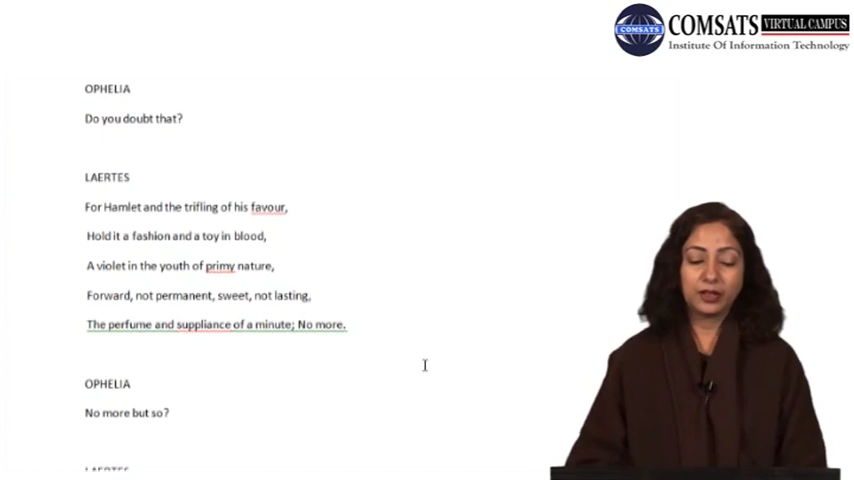 COMSATS VIRTUAL CAMPUS
COMSATS
Institute Of Information Technology
OPHELIA
Do you doubt that?
LAERTES
For Hamlet and the trifling of his favour,
Hold it a fashion and a toy in blood,
A violet in the youth of primy nature,
Forward, not permanent, sweet, not lasting,
The perfume and suppliance of a minute; No more.
OPHELIA
No more but so?
LAERTES